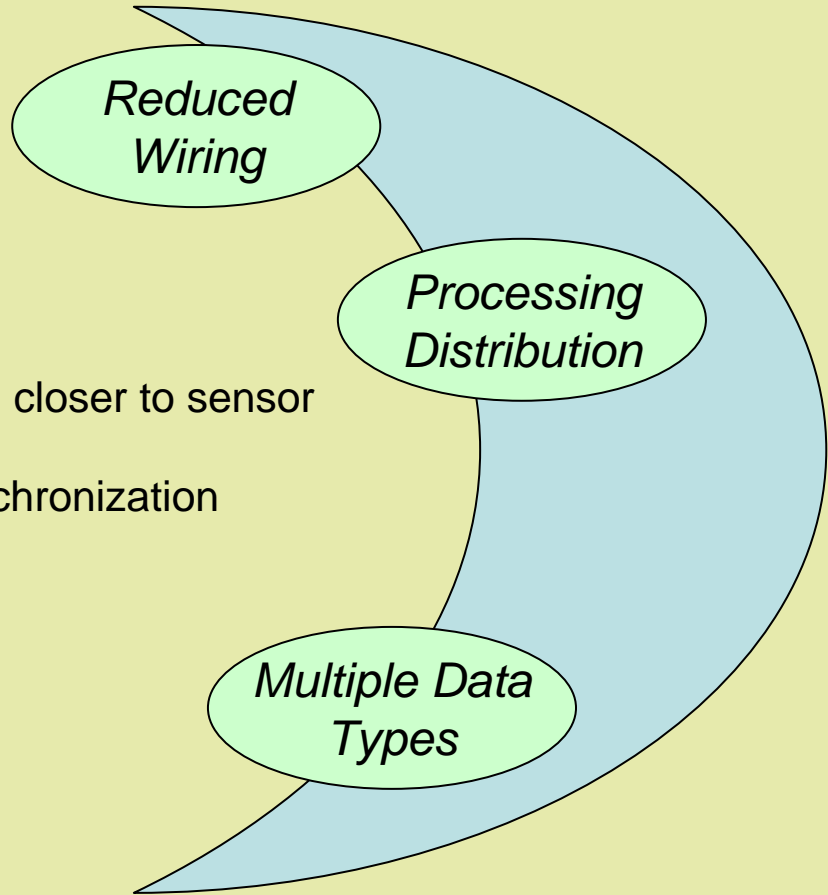 Reduced
Wiring
Processing
Distribution
closer to sensor
chronization
Multiple Data
Types